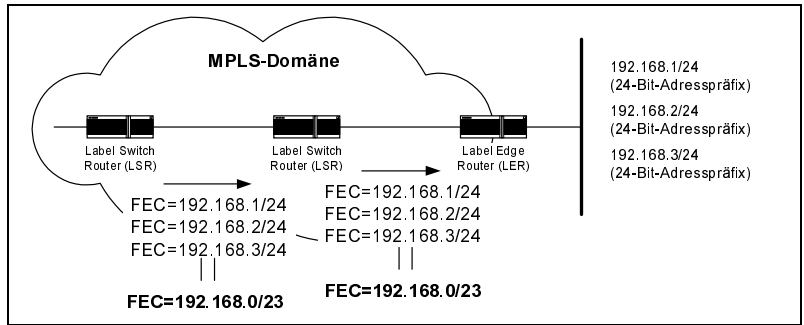 MPLS-Domäne
192.168.1/24
(24-Bit-Adresspräfix)
192.168.2/24
(24-Bit-Adresspräfix)
192.168.3/24
(24-Bit-Adresspräfix)
Label Switch
Router (LSR)
Label Switch
Router (LSR)
Label Edge
Router (LER)
FEC=192.168.1/24
FEC=192.168.2/24
FEC=192.168.3/24
FEC=192.168.0/23
FEC=192.168.1/24
FEC=192.168.2/24
FEC=192.168.3/24
FEC=192.168.0/23